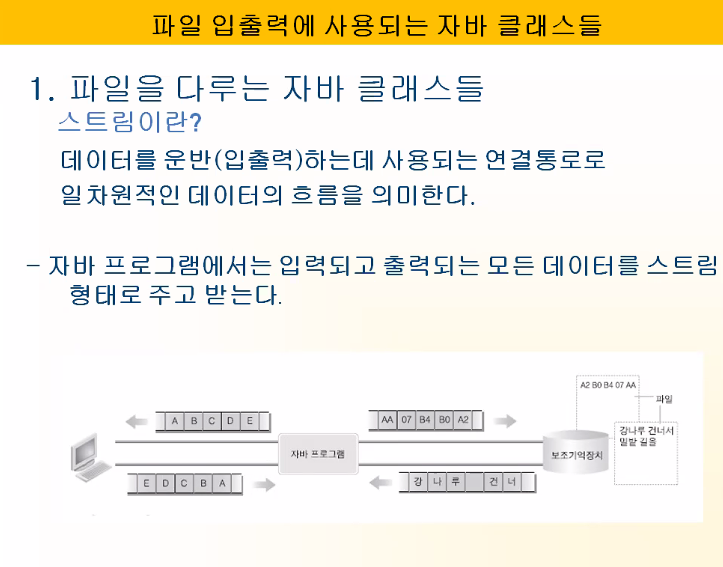 파일 입출력에 사용되는 자바 클래스들
1. 파일을 다루는 자바 클래스들
스트림이란?
데이터를 운반(입출력)하는데 사용되는 연결통로로
일차원적인 데이터의 흐름을 의미한다.
- 자바 프로그램에서는 입력되고 출력되는 모든 데이터를 스트림
형태로 주고 받는다.
A2 B0 B4 07 AA
파일
A B C D E
AA 07 B4 B0 A2
강나루 건너서
밀밭 길을
자바 프로그램
보조기억장치
E D C B A
강 나 루 건 너